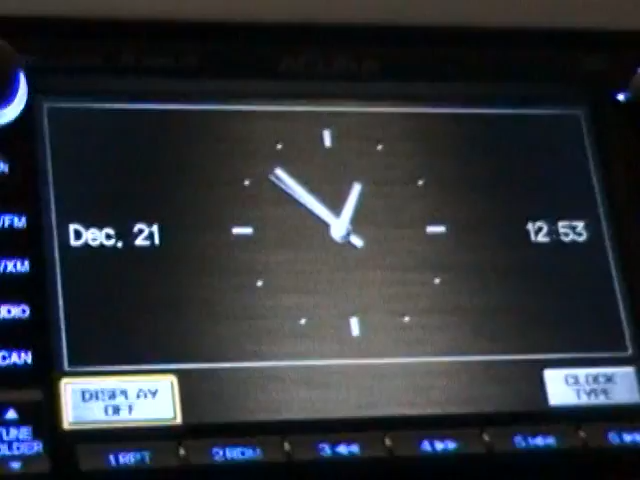 Dec. 21
12:53
/FM
/XM
DISPLAY
OFF
CLOCK
TYPE
1 RPT
2 RDM
3
4
5
6